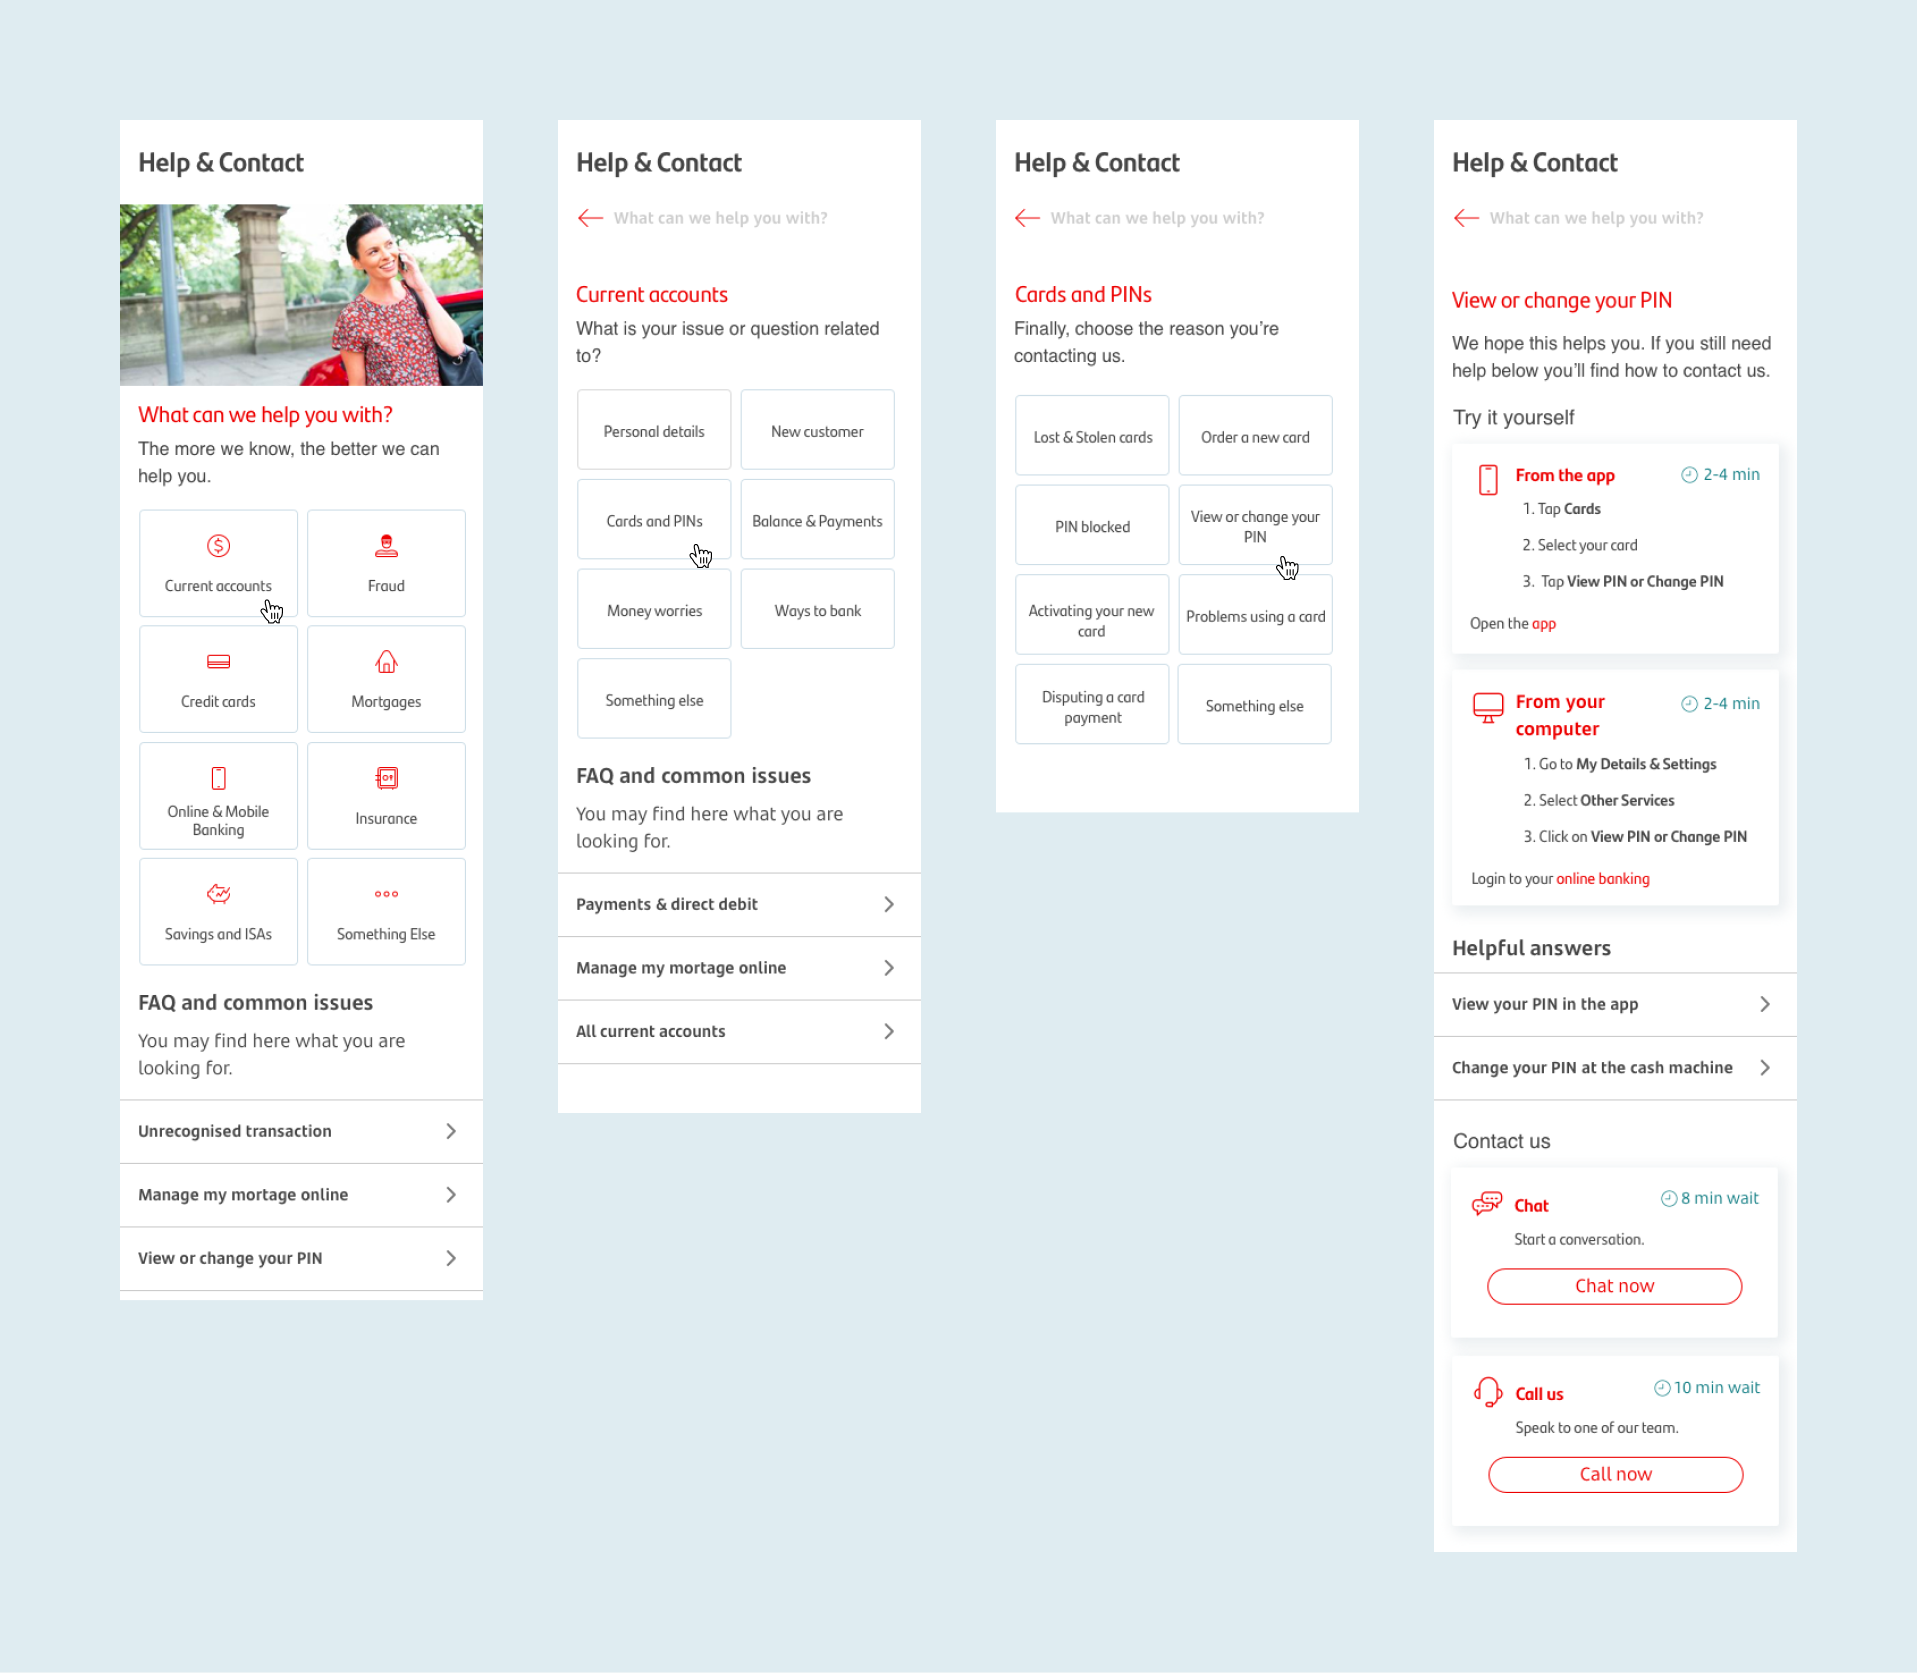 Help & Contact
What can we help you with?
The more we know, the better we can
help you.
Current accounts
Fraud
Credit cards
Mortgages
Online & Mobile
Banking
Insurance
Savings and ISAs
Something Else
FAQ and common issues
You may find here what you are
looking for.
Unrecognised transaction
Manage my mortage online
View or change your PIN
Help & Contact
What can we help you with?
Current accounts
What is your issue or question related
to?
Personal details
New customer
Cards and PINs
Balance & Payments
Money worries
Ways to bank
Something else
FAQ and common issues
You may find here what you are
looking for.
Payments & direct debit
Manage my mortage online
All current accounts
Help & Contact
What can we help you with?
Cards and PINs
Finally, choose the reason you’re
contacting us.
Lost & Stolen cards
Order a new card
PIN blocked
View or change your
PIN
Activating your new
card
Problems using a card
Disputing a card
payment
Something else
Help & Contact
What can we help you with?
View or change your PIN
We hope this helps you. If you still need
help below you’ll find how to contact us.
Try it yourself
From the app
2-4 min
1. Tap Cards
2. Select your card
3. Tap View PIN or Change PIN
Open the app
From your
computer
2-4 min
1. Go to My Details & Settings
2. Select Other Services
3. Click on View PIN or Change PIN
Login to your online banking
Helpful answers
View your PIN in the app
Change your PIN at the cash machine
Contact us
Chat
8 min wait
Start a conversation.
Chat now
Call us
10 min wait
Speak to one of our team.
Call now